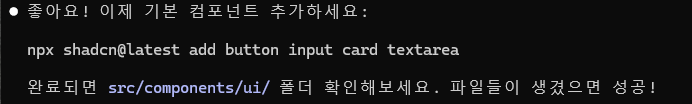 ● 좋아요! 이제 기본 컴포넌트 추가하세요:
npx shadcn@latest add button input card textarea
완료되면 src/components/ui/ 폴더 확인해보세요. 파일들이 생겼으면 성공!